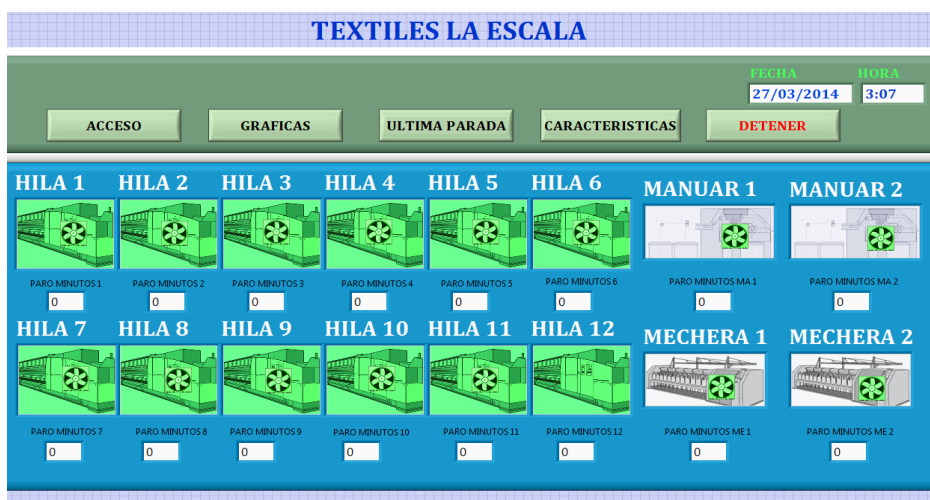 TEXTILES LA ESCALA
FECHA HORA
27/03/2014 3:07
ACCESO GRAFICAS ULTIMA PARADA CARACTERISTICAS DETENER
HILA 1 HILA 2 HILA 3 HILA 4 HILA 5 HILA 6 MANUAR 1 MANUAR 2
PARO MINUTOS 1 PARO MINUTOS 2 PARO MINUTOS 3 PARO MINUTOS 4 PARO MINUTOS 5 PARO MINUTOS 6 PARO MINUTOS MA 1 PARO MINUTOS MA 2
0 0 0 0 0 0 0 0
HILA 7 HILA 8 HILA 9 HILA 10 HILA 11 HILA 12 MECHERA 1 MECHERA 2
PARO MINUTOS 7 PARO MINUTOS 8 PARO MINUTOS 9 PARO MINUTOS 10 PARO MINUTOS 11 PARO MINUTOS 12 PARO MINUTOS ME 1 PARO MINUTOS ME 2
0 0 0 0 0 0 0 0